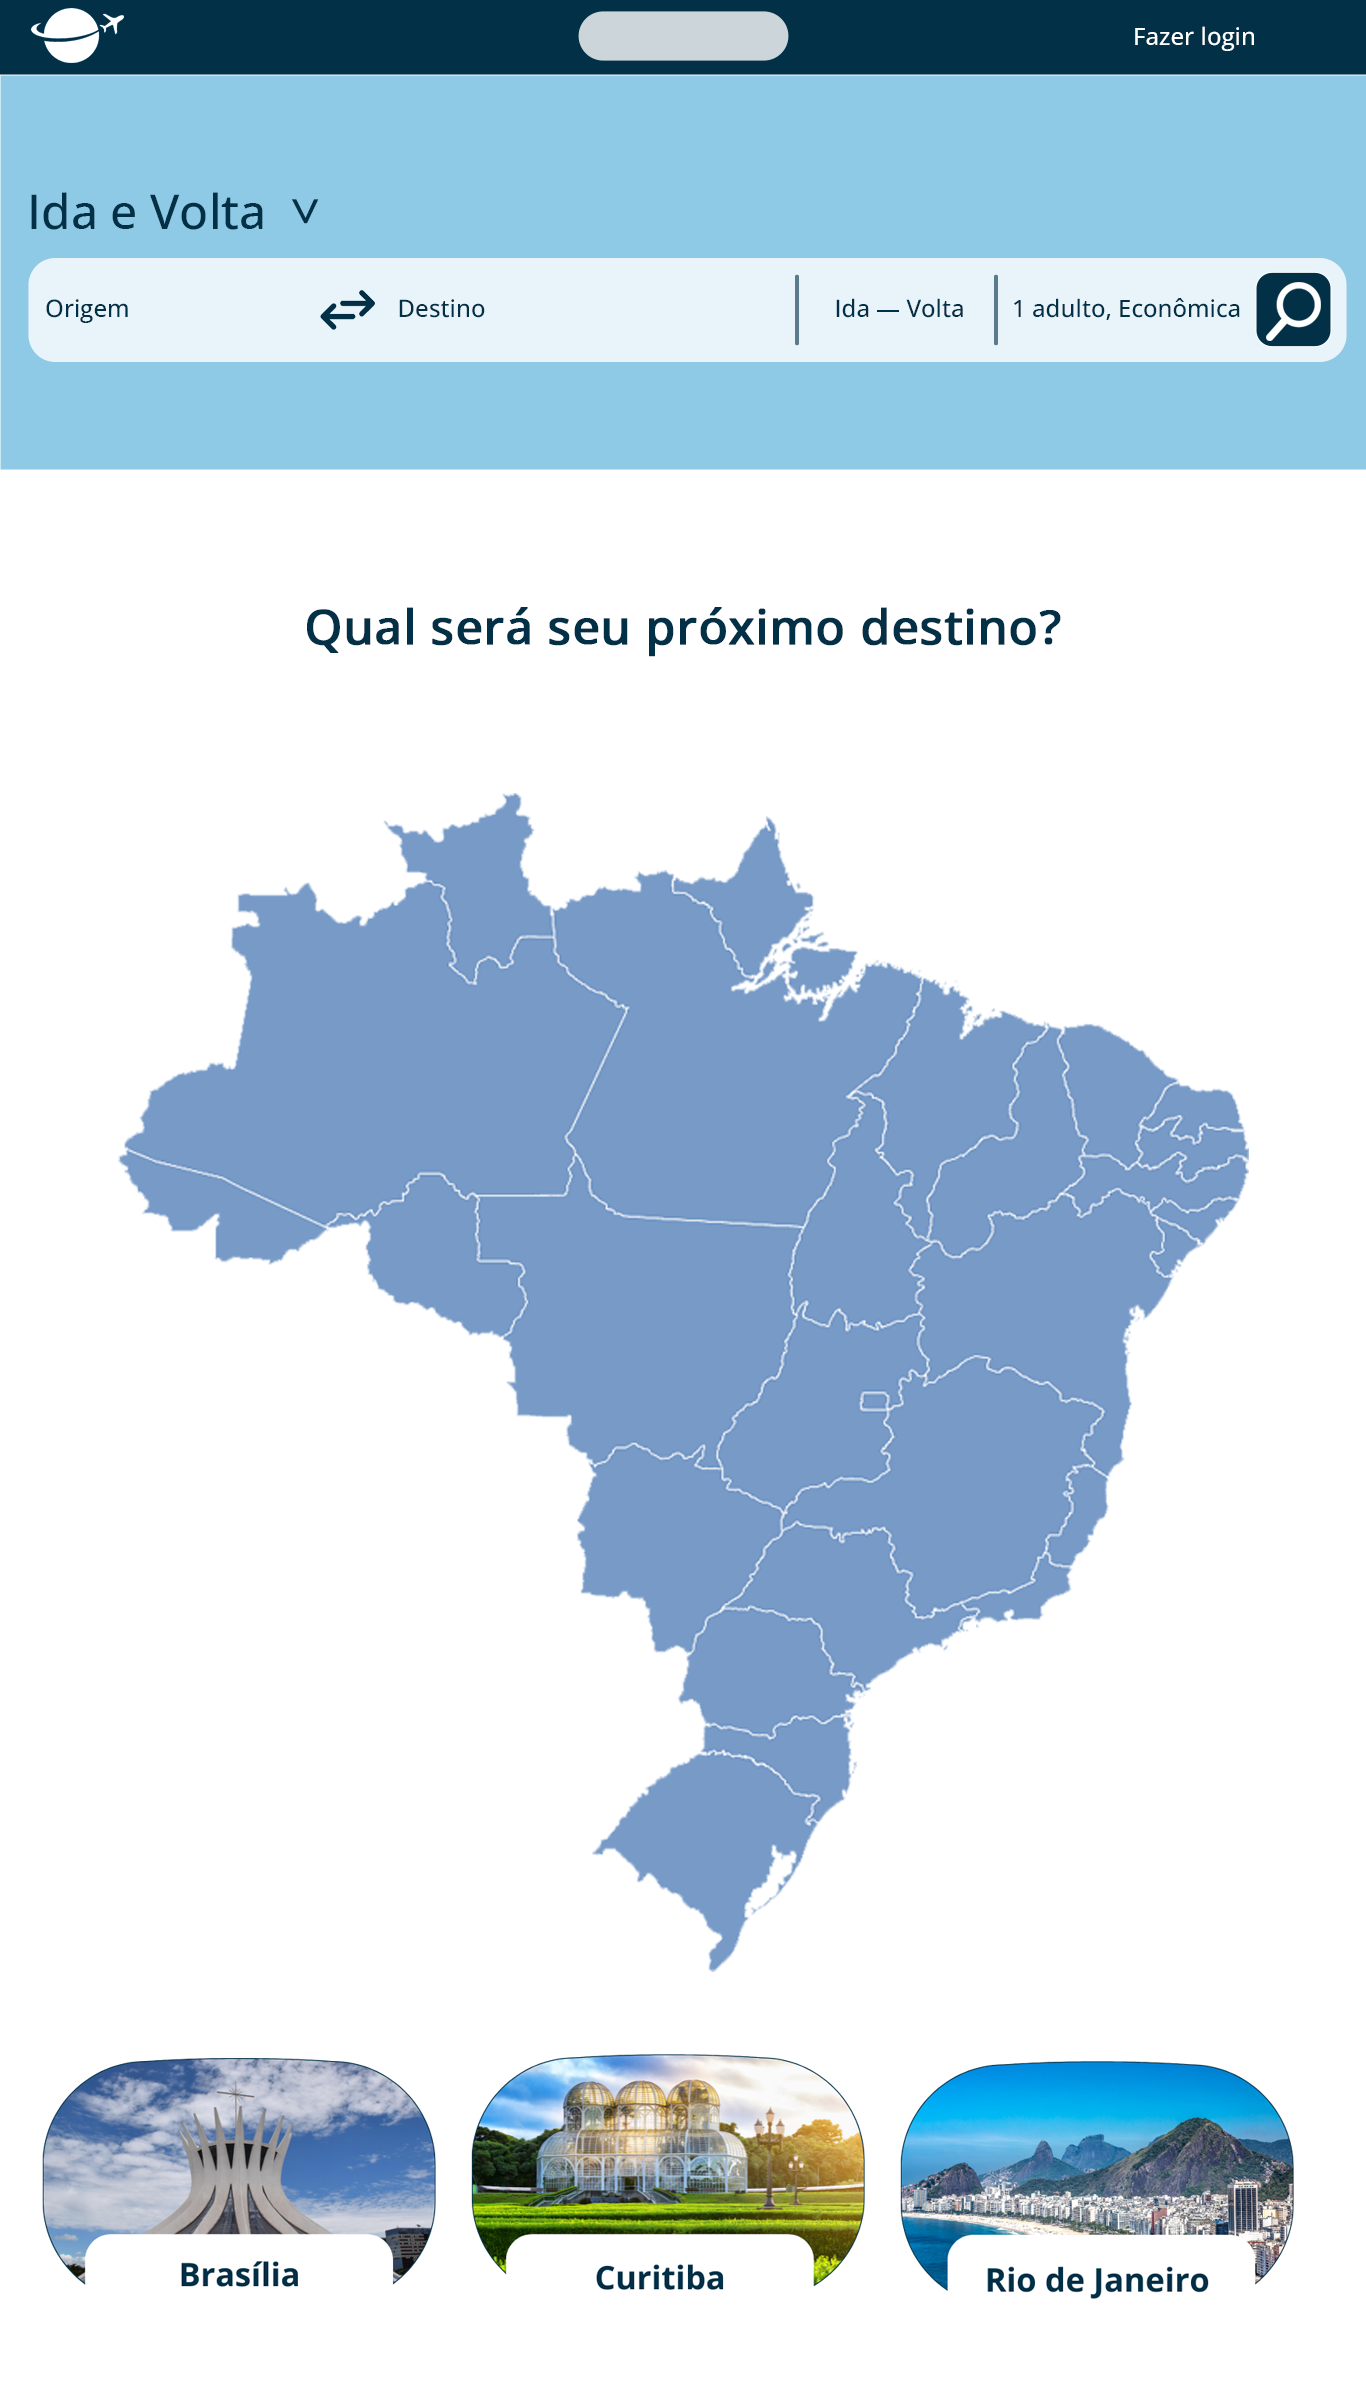 Fazer login
Ida e Volta ˅
Origem
Destino
Ida — Volta
1 adulto, Econômica
Qual será seu próximo destino?
Brasília
Curitiba
Rio de Janeiro